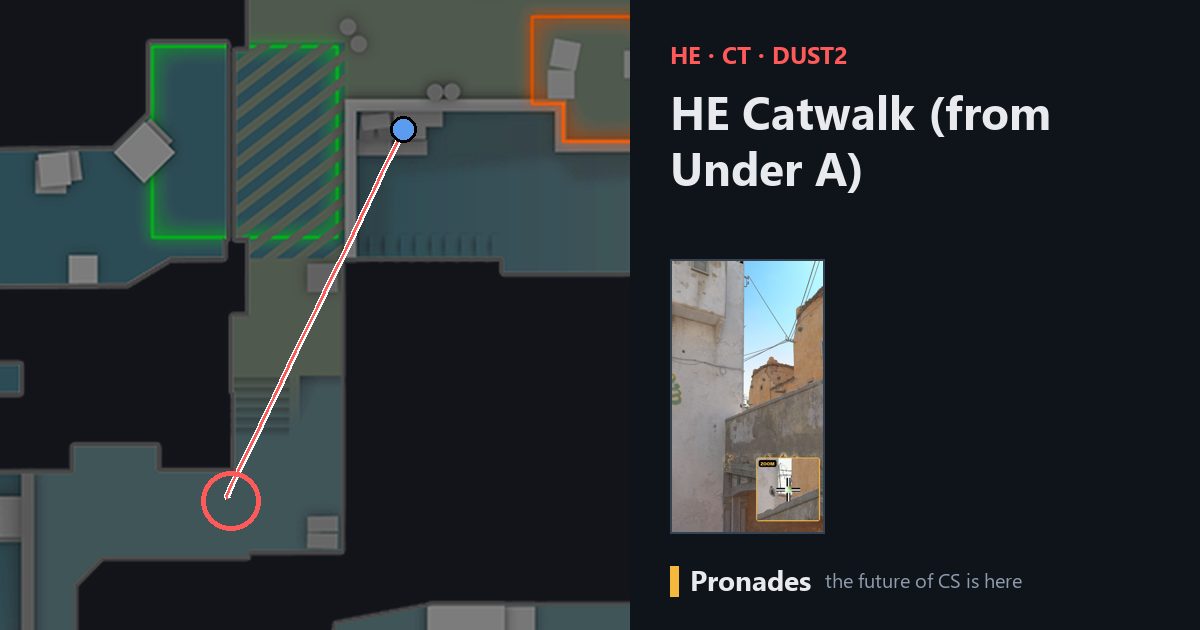 HE · CT · DUST2
HE Catwalk (from
Under A)
ZOOM
Pronades the future of CS is here